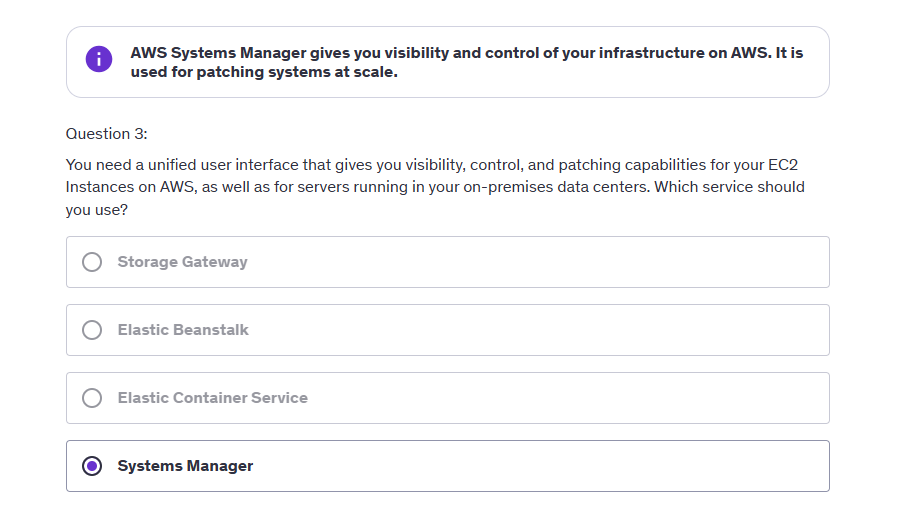 AWS Systems Manager gives you visibility and control of your infrastructure on AWS. It is
used for patching systems at scale.
Question 3:
You need a unified user interface that gives you visibility, control, and patching capabilities for your EC2
Instances on AWS, as well as for servers running in your on-premises data centers. Which service should
you use?
Storage Gateway
Elastic Beanstalk
Elastic Container Service
Systems Manager